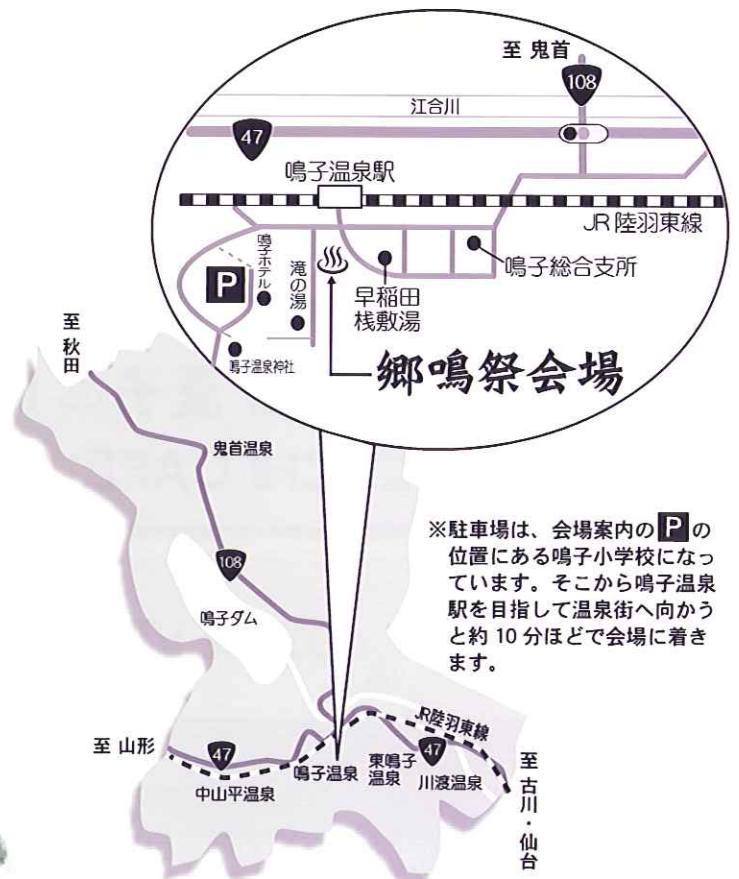 至 鬼首
108
江合川
47
鳴子温泉駅
JR 陸羽東線
鳴子ホテル
滝の湯
早稲田
桟敷湯
鳴子総合支所
P
鳴子温泉神社
郷鳴祭会場
至 秋田
鬼首温泉
108
鳴子ダム
※駐車場は、会場案内の P の
位置にある鳴子小学校になっ
ています。そこから鳴子温泉
駅を目指して温泉街へ向かう
と約 10 分ほどで会場に着き
ます。
JR陸羽東線
至 山形
47
中山平温泉
鳴子温泉
東鳴子
温泉
47
川渡温泉
至 古川・仙台